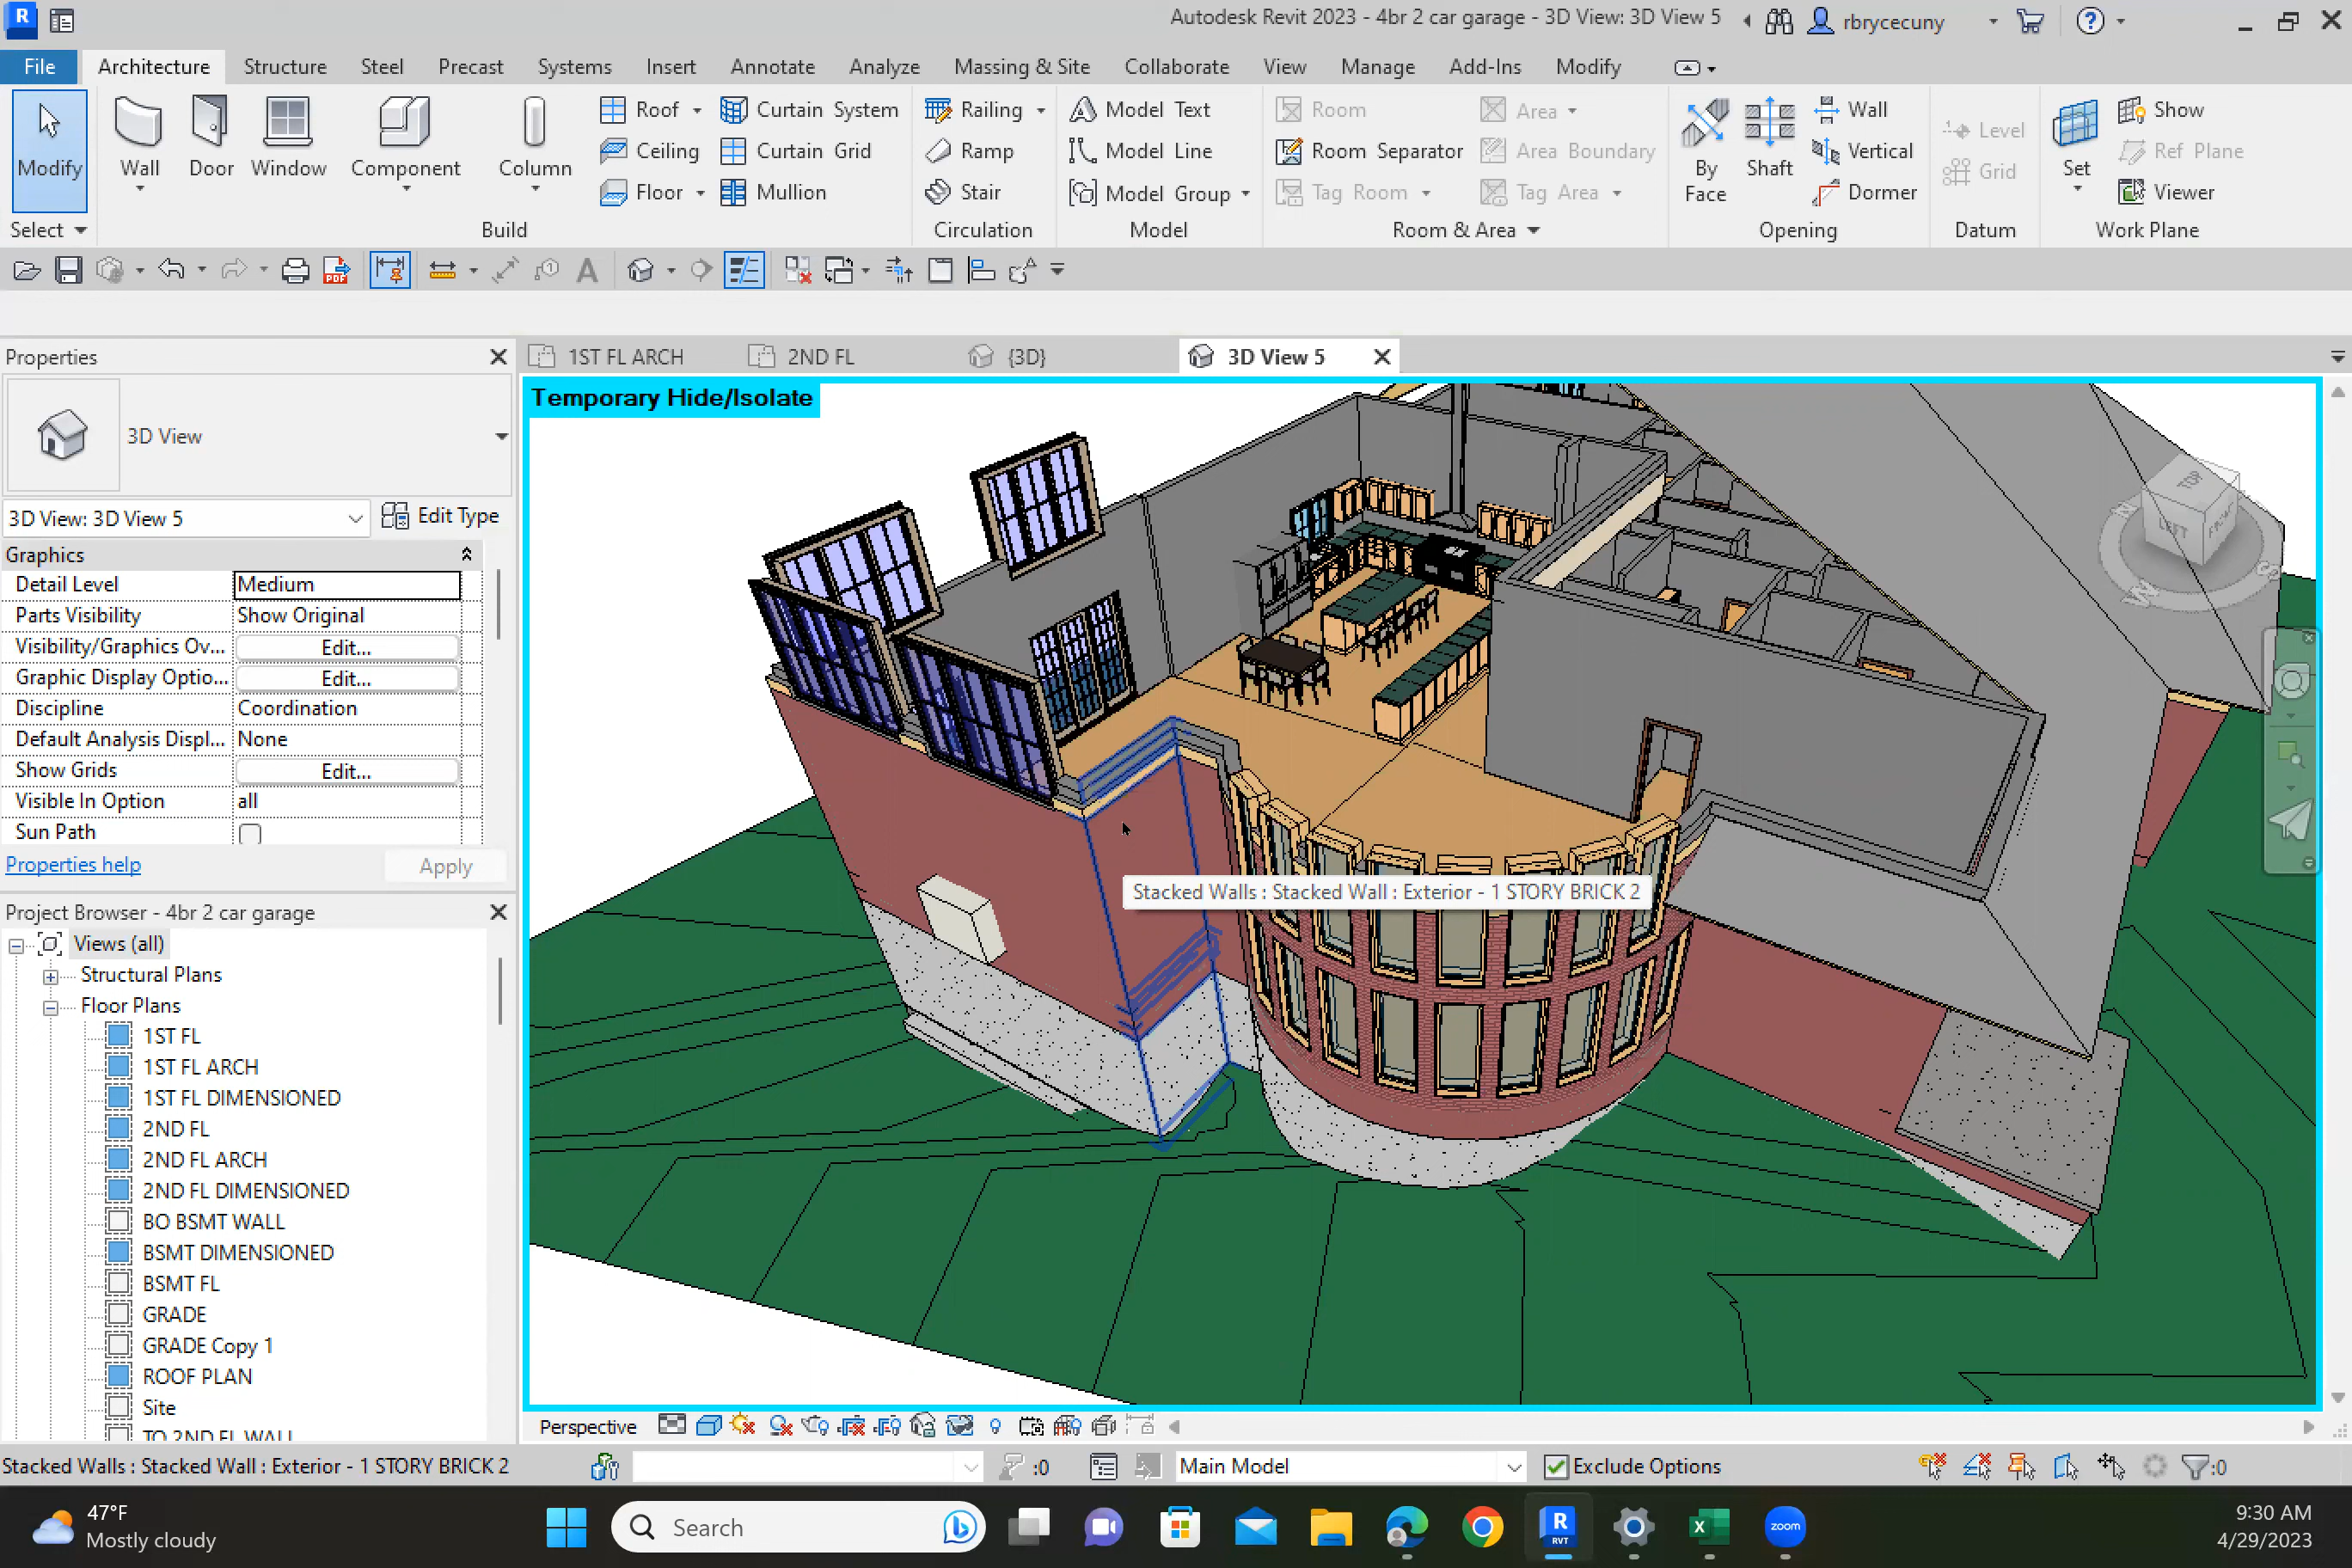 Autodesk Revit 2023 - 4br 2 car garage - 3D View: 3D View 5
rbrycecuny
File Architecture Structure Steel Precast Systems Insert Annotate Analyze Massing & Site Collaborate View Manage Add-Ins Modify
Modify
Wall
Door
Window
Component
Column
Roof
Ceiling
Floor
Curtain System
Curtain Grid
Mullion
Railing
Ramp
Stair
Model Text
Model Line
Model Group
Room
Room Separator
Tag Room
Area
Area Boundary
Tag Area
By Face
Shaft
Wall
Vertical
Dormer
Level
Grid
Set
Show
Ref Plane
Viewer
Select Build Circulation Model Room & Area Opening Datum Work Plane
Properties
1ST FL ARCH 2ND FL {3D} 3D View 5
Temporary Hide/Isolate
3D View
3D View: 3D View 5 Edit Type
Graphics
Detail Level Medium
Parts Visibility Show Original
Visibility/Graphics Ov... Edit...
Graphic Display Optio... Edit...
Discipline Coordination
Default Analysis Displ... None
Show Grids Edit...
Visible In Option all
Sun Path
Properties help Apply
Project Browser - 4br 2 car garage
Views (all)
Structural Plans
Floor Plans
1ST FL
1ST FL ARCH
1ST FL DIMENSIONED
2ND FL
2ND FL ARCH
2ND FL DIMENSIONED
BO BSMT WALL
BSMT DIMENSIONED
BSMT FL
GRADE
GRADE Copy 1
ROOF PLAN
Site
TO 2ND FL WALL
TOP
LEFT
FRONT
N
W
S
Stacked Walls : Stacked Wall : Exterior - 1 STORY BRICK 2
Perspective
Stacked Walls : Stacked Wall : Exterior - 1 STORY BRICK 2
:0
Main Model
Exclude Options
:0
47°F
Mostly cloudy
Search
R
RVT
zoom
9:30 AM
4/29/2023